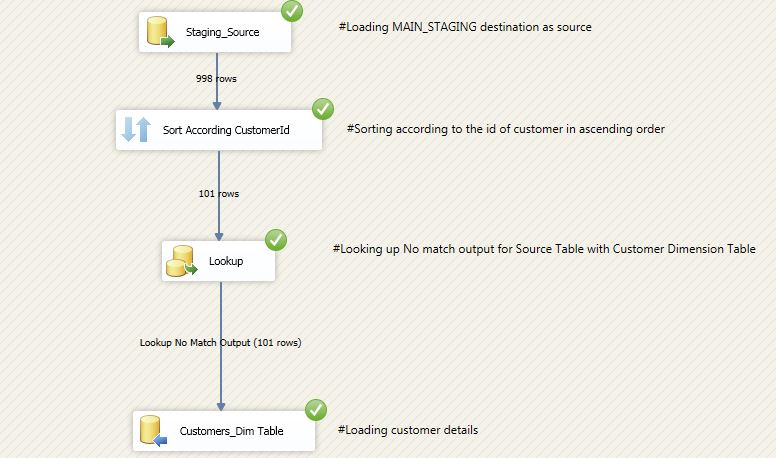 Staging_Source
#Loading MAIN_STAGING destination as source
998 rows
Sort According CustomerId
#Sorting according to the id of customer in ascending order
101 rows
Lookup
#Looking up No match output for Source Table with Customer Dimension Table
Lookup No Match Output (101 rows)
Customers_Dim Table
#Loading customer details